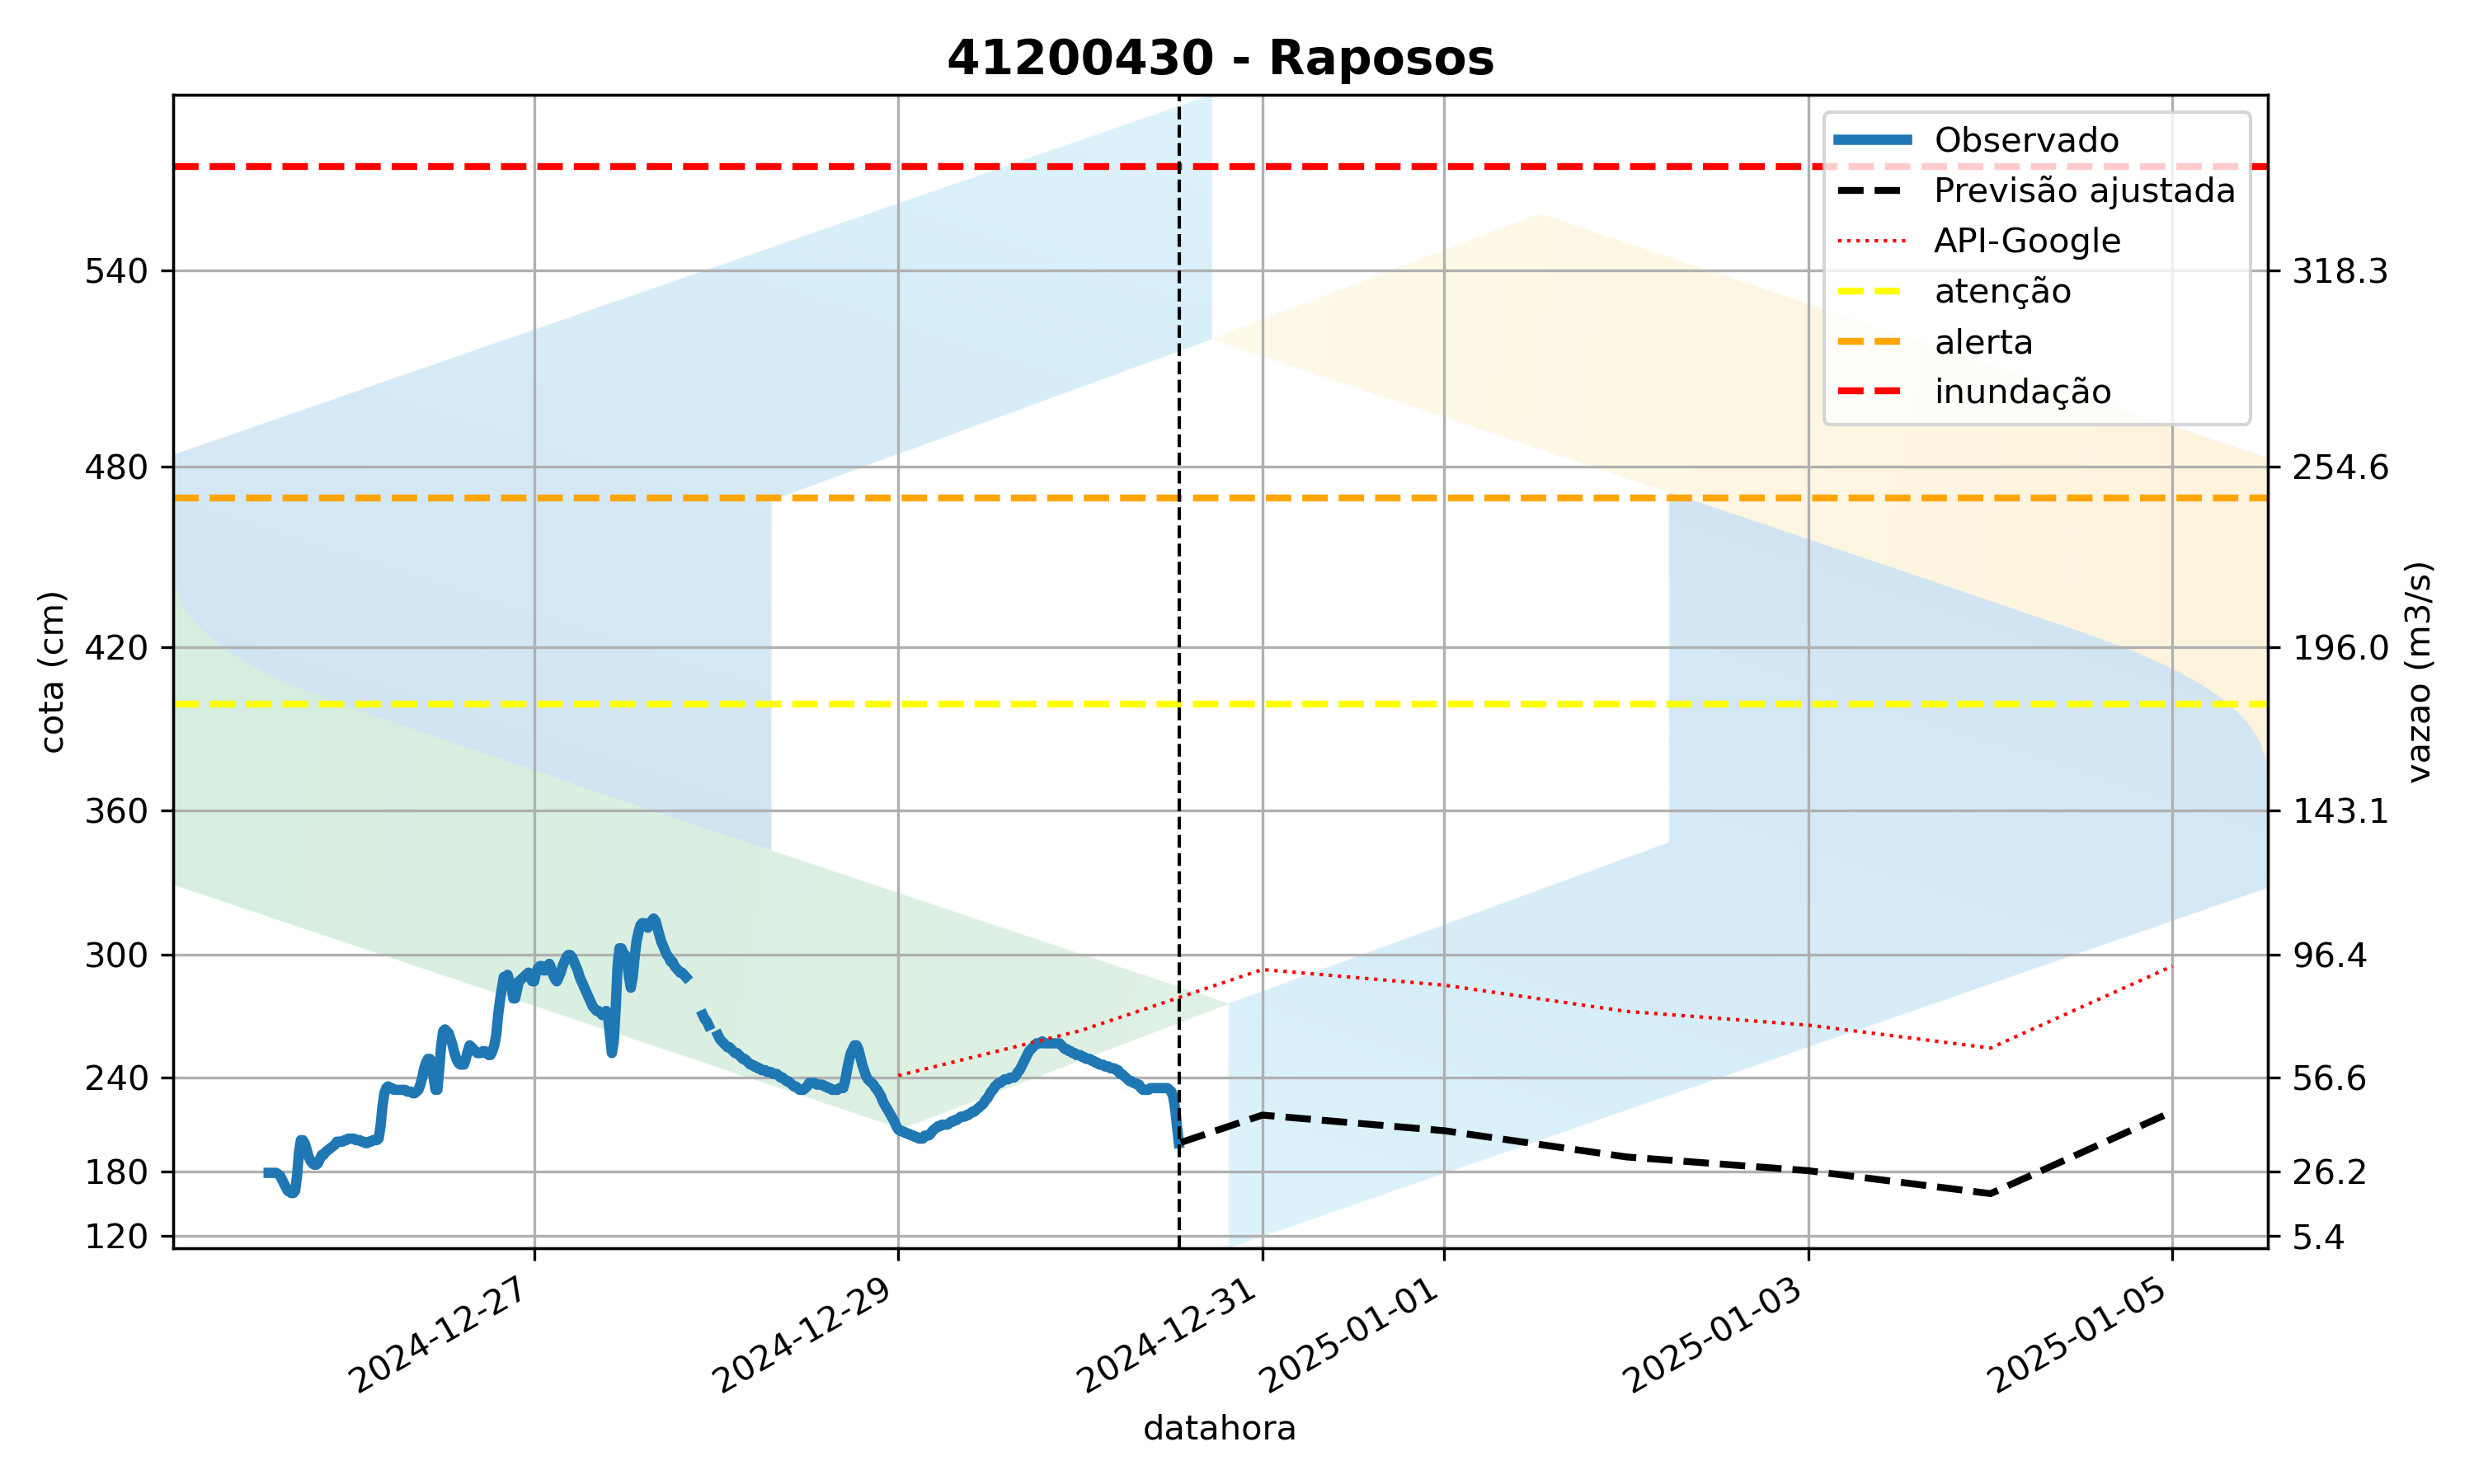 41200430 - Raposos
Observado
Previsão ajustada
API-Google
atenção
alerta
inundação
cota (cm)
540
480
420
360
300
240
180
120
318.3
254.6
196.0
143.1
96.4
56.6
26.2
5.4
vazao (m3/s)
2024-12-27
2024-12-29
2024-12-31
2025-01-01
2025-01-03
2025-01-05
datahora